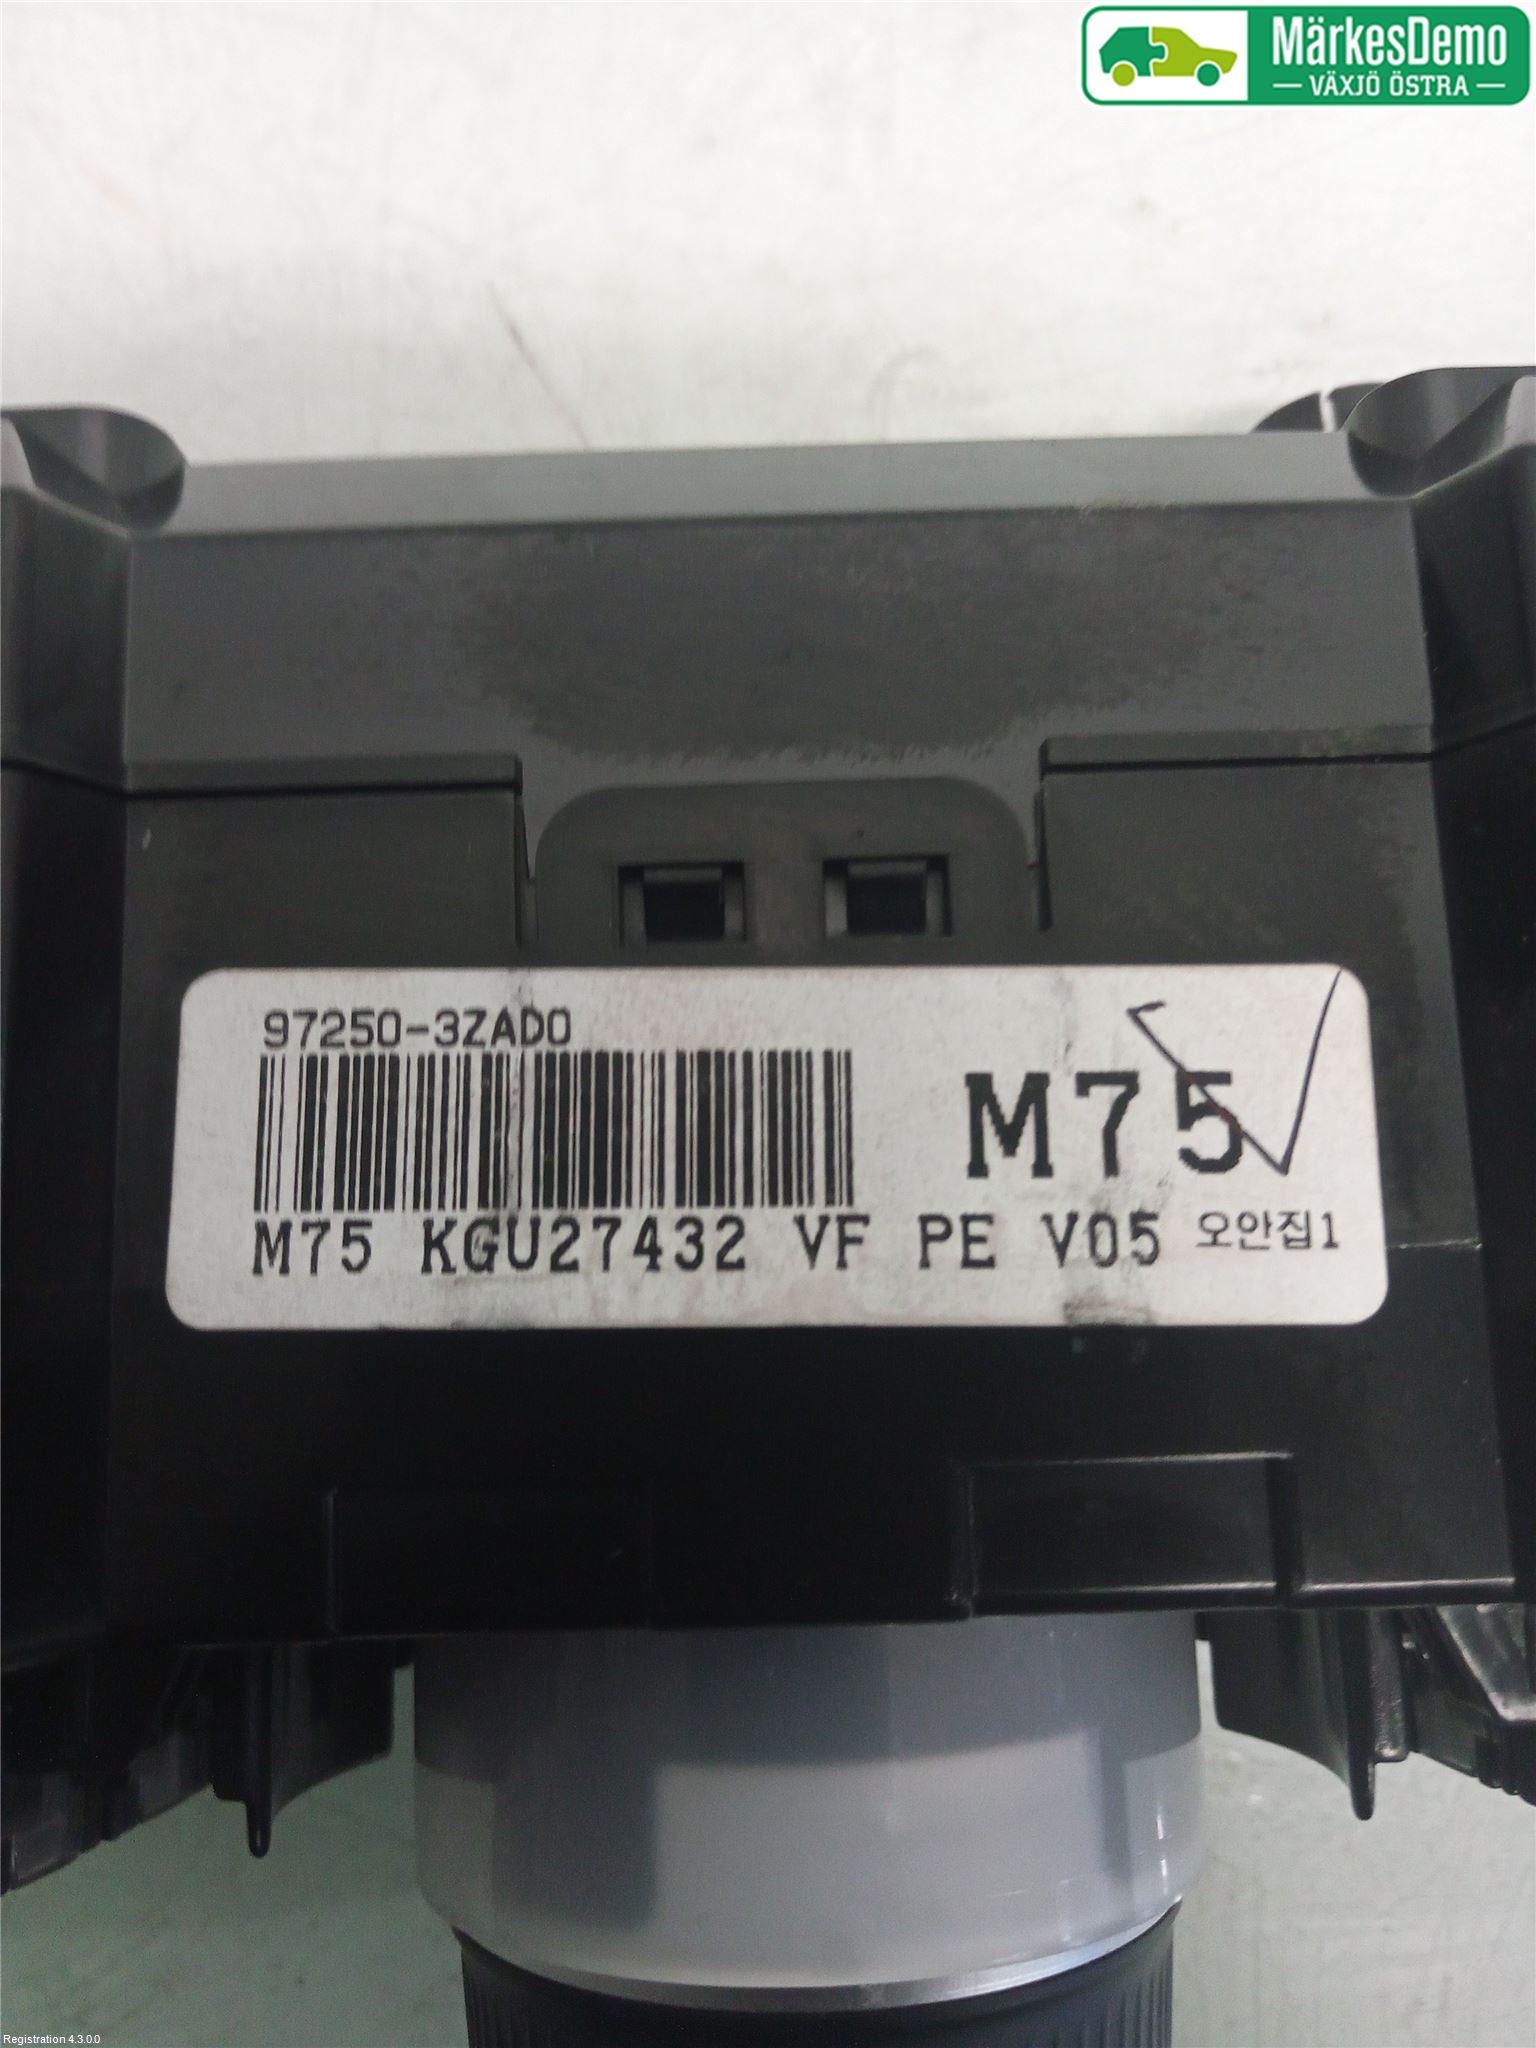 MärkesDemo
VÄXJÖ ÖSTRA
97250-3ZAD0
M75
M75 KGU27432 VF PE V05 오안집1
Registration 4.3.0.0